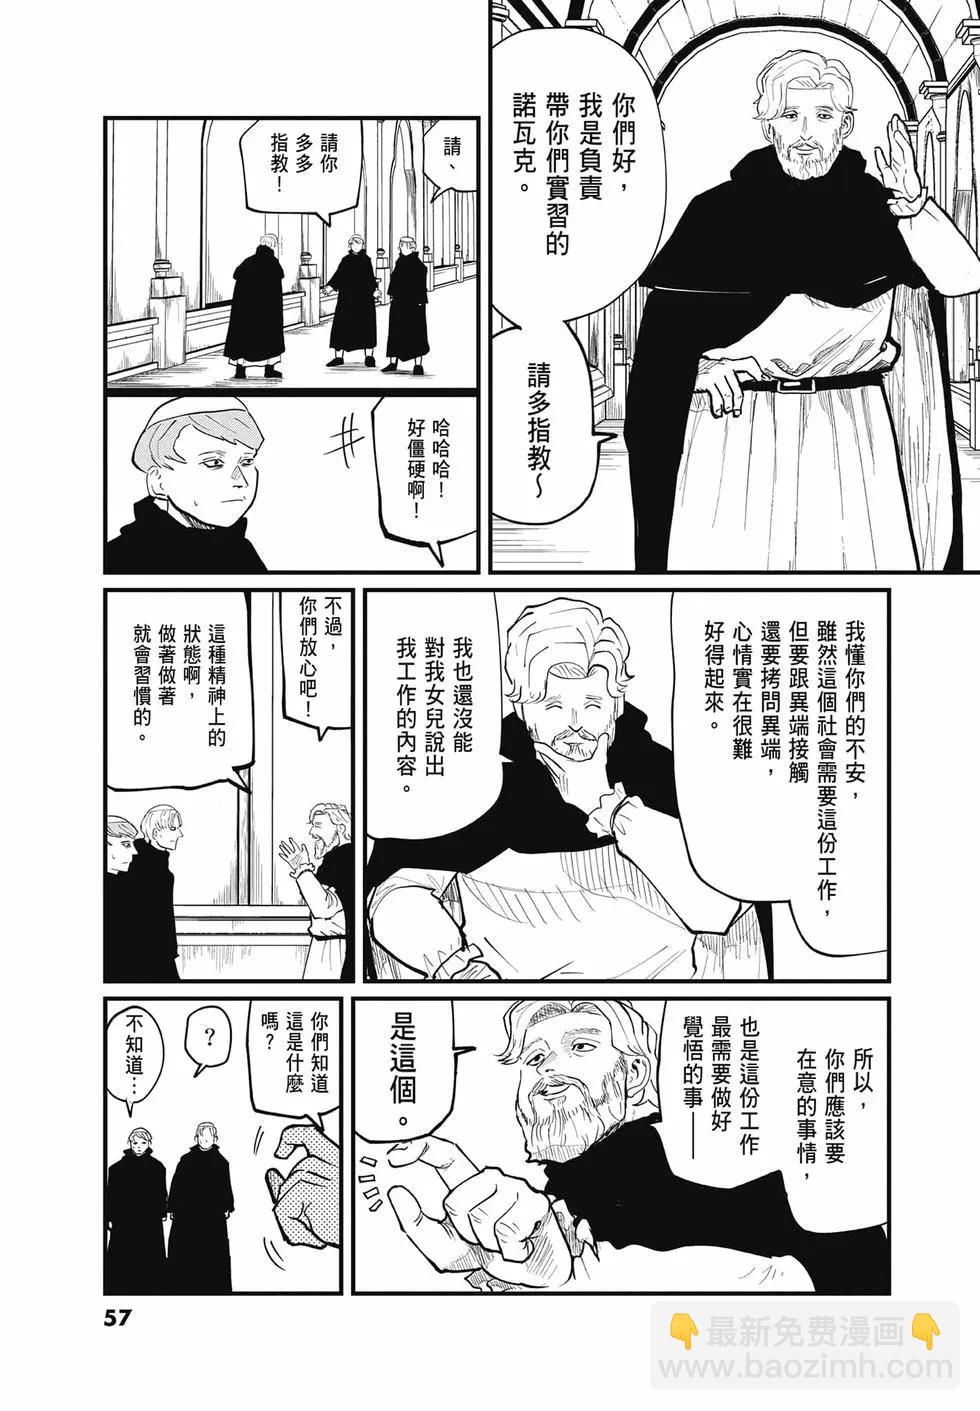 你們好，
我是負責
帶你們實習的
諾瓦克。
請多指教～
請、
請你
多多
指教！
哈哈哈！
好僵硬啊！
我懂你們的不安，
雖然這個社會需要這份工作，
但要跟異端接觸
還要拷問異端，
心情實在很難
好得起來。
我也還沒能
對我女兒說出
我工作的內容。
不過，
你們放心吧！
這種精神上的
狀態啊，
做著做著
就會習慣的。
所以，
你們應該要
在意的事情，
也是這份工作
最需要做好
覺悟的事——
是這個。
你們知道
這是什麼
嗎？
？
不知道…
57
👇最新免费漫画👇
www.baozimh.com